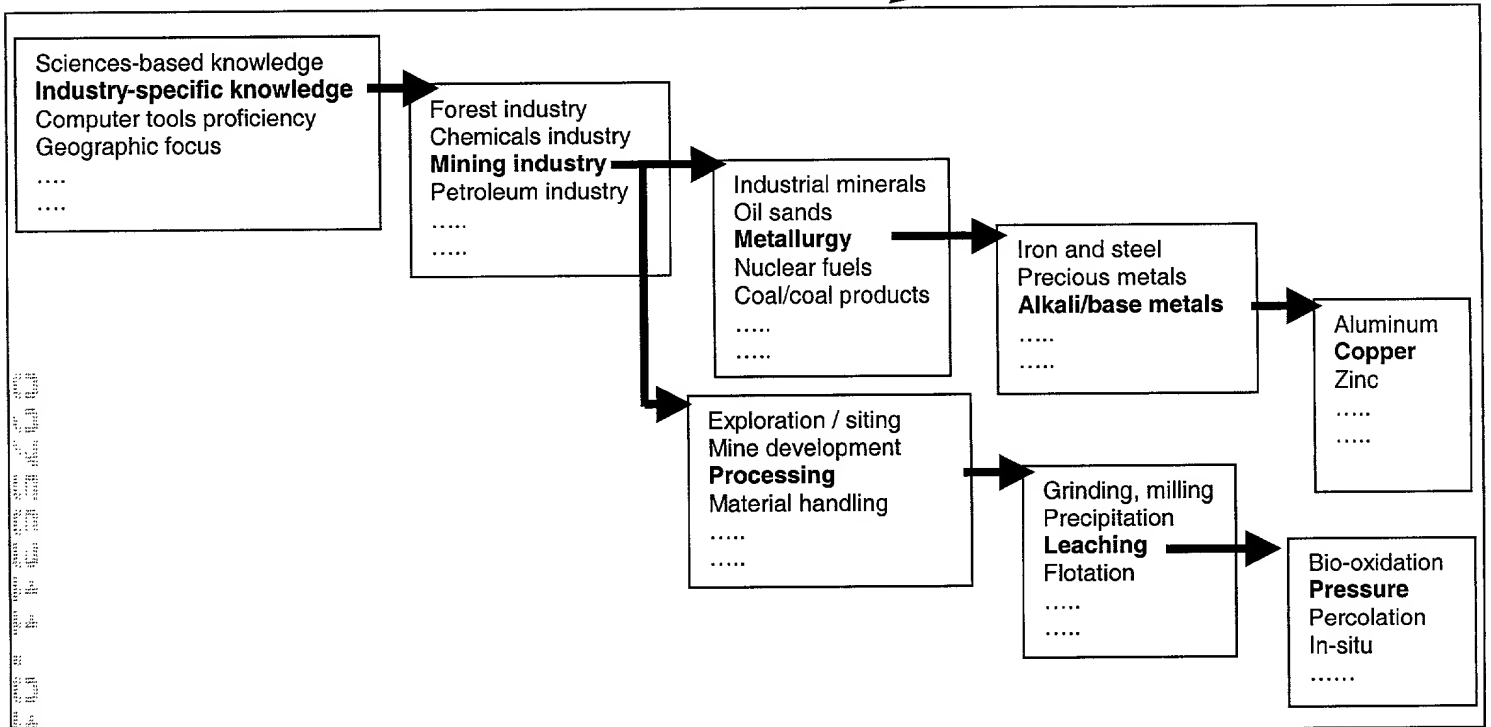 Sciences-based knowledge
Industry-specific knowledge
Computer tools proficiency
Geographic focus
....
....
Forest industry
Chemicals industry
Mining industry
Petroleum industry
.....
.....
Industrial minerals
Oil sands
Metallurgy
Nuclear fuels
Coal/coal products
.....
.....
Iron and steel
Precious metals
Alkali/base metals
.....
.....
Aluminum
Copper
Zinc
.....
.....
Exploration / siting
Mine development
Processing
Material handling
.....
.....
Grinding, milling
Precipitation
Leaching
Flotation
.....
.....
Bio-oxidation
Pressure
Percolation
In-situ
......